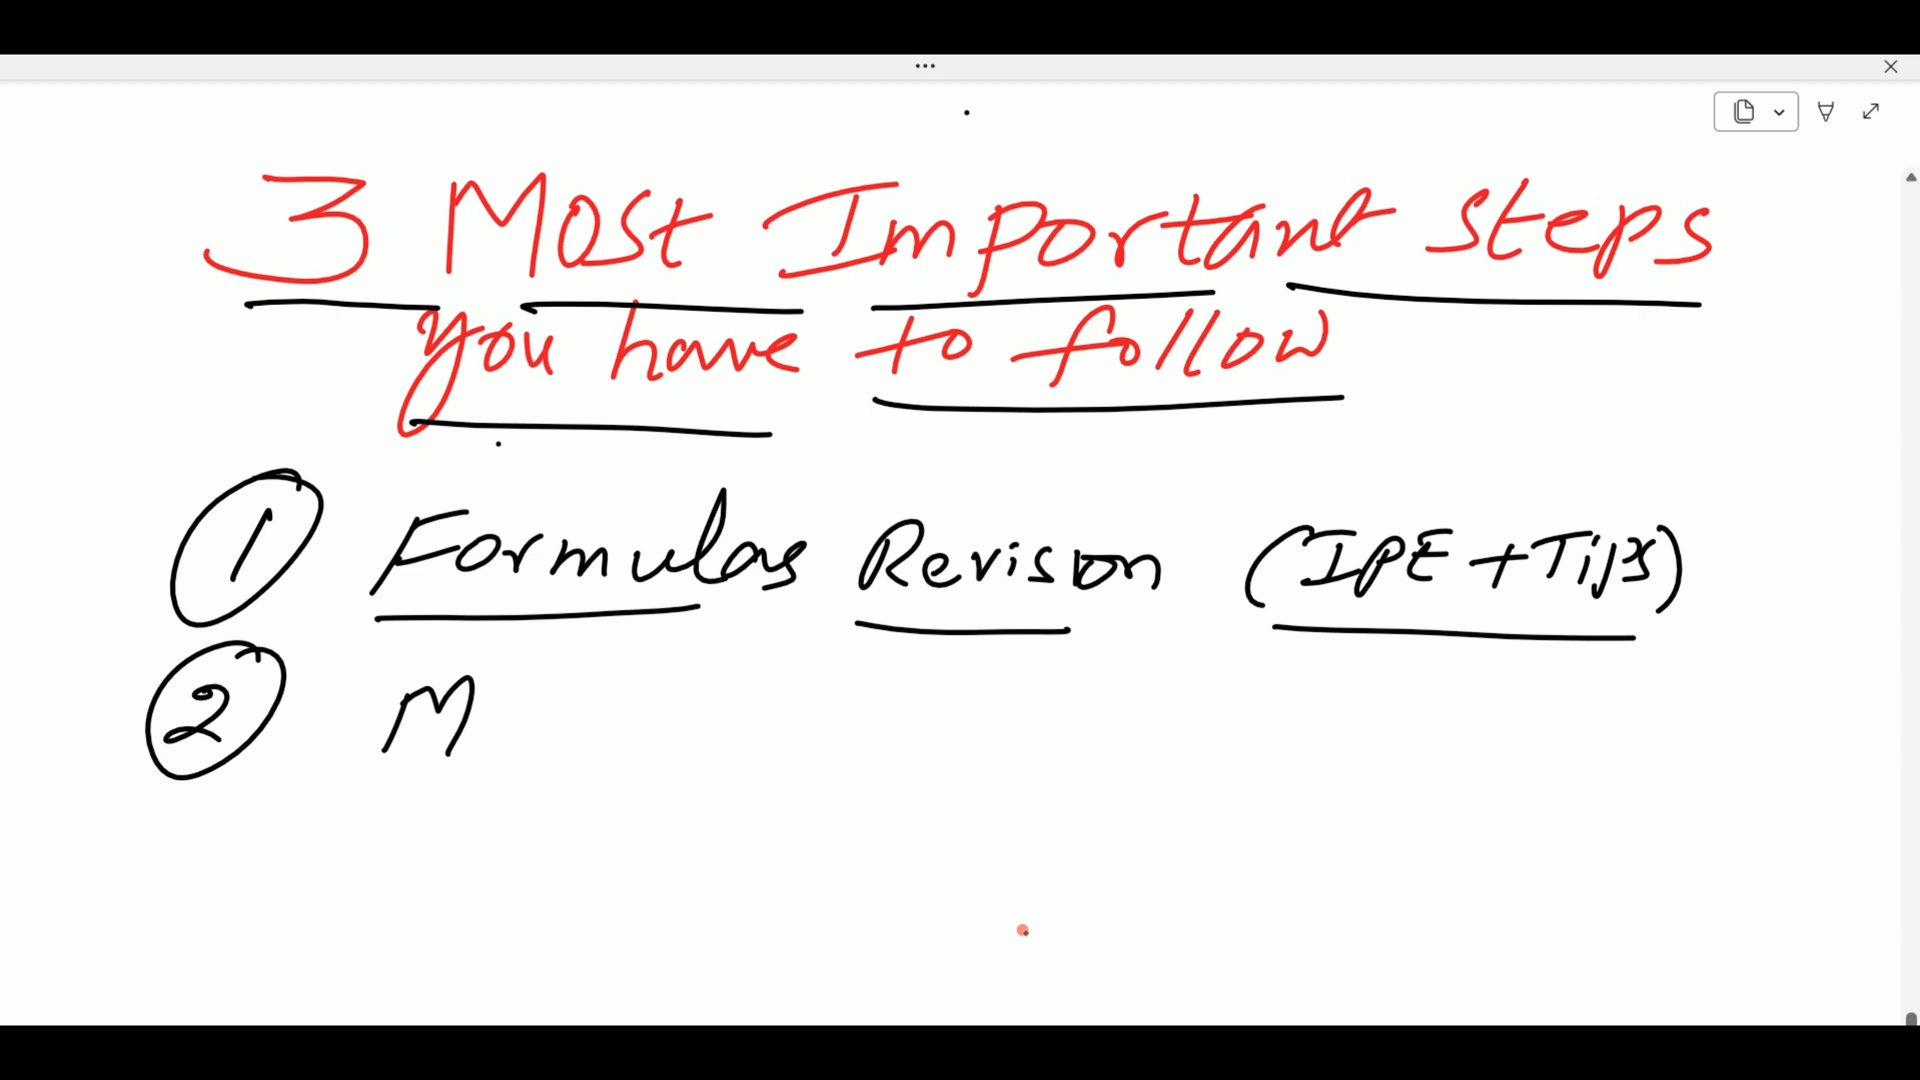 3 Most Important steps
you have to follow
1 Formulas Revison (IPE + Tips)
2 M